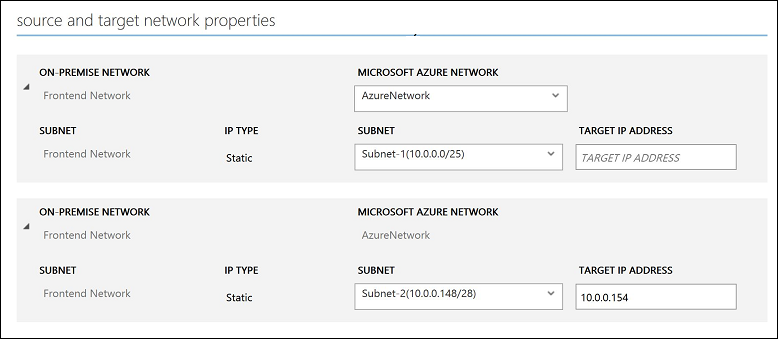 source and target network properties
ON-PREMISE NETWORK MICROSOFT AZURE NETWORK
Frontend Network AzureNetwork
SUBNET IP TYPE SUBNET TARGET IP ADDRESS
Frontend Network Static Subnet-1(10.0.0.0/25) TARGET IP ADDRESS
ON-PREMISE NETWORK MICROSOFT AZURE NETWORK
Frontend Network AzureNetwork
SUBNET IP TYPE SUBNET TARGET IP ADDRESS
Frontend Network Static Subnet-2(10.0.0.148/28) 10.0.0.154